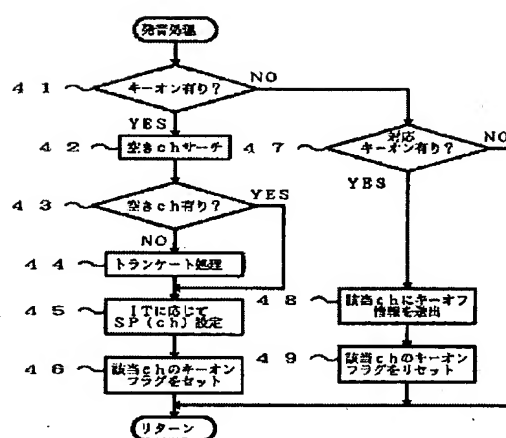 発音処理
41
キーオン有り?
NO
YES
42
空きchサーチ
47
対応
キーオン有り?
NO
YES
43
空きch有り?
YES
NO
44
トランケート処理
45
ITに応じて
SP(ch)設定
48
該当chにキーオフ
情報を送出
46
該当chのキーオン
フラグをセット
49
該当chのキーオン
フラグをリセット
リターン